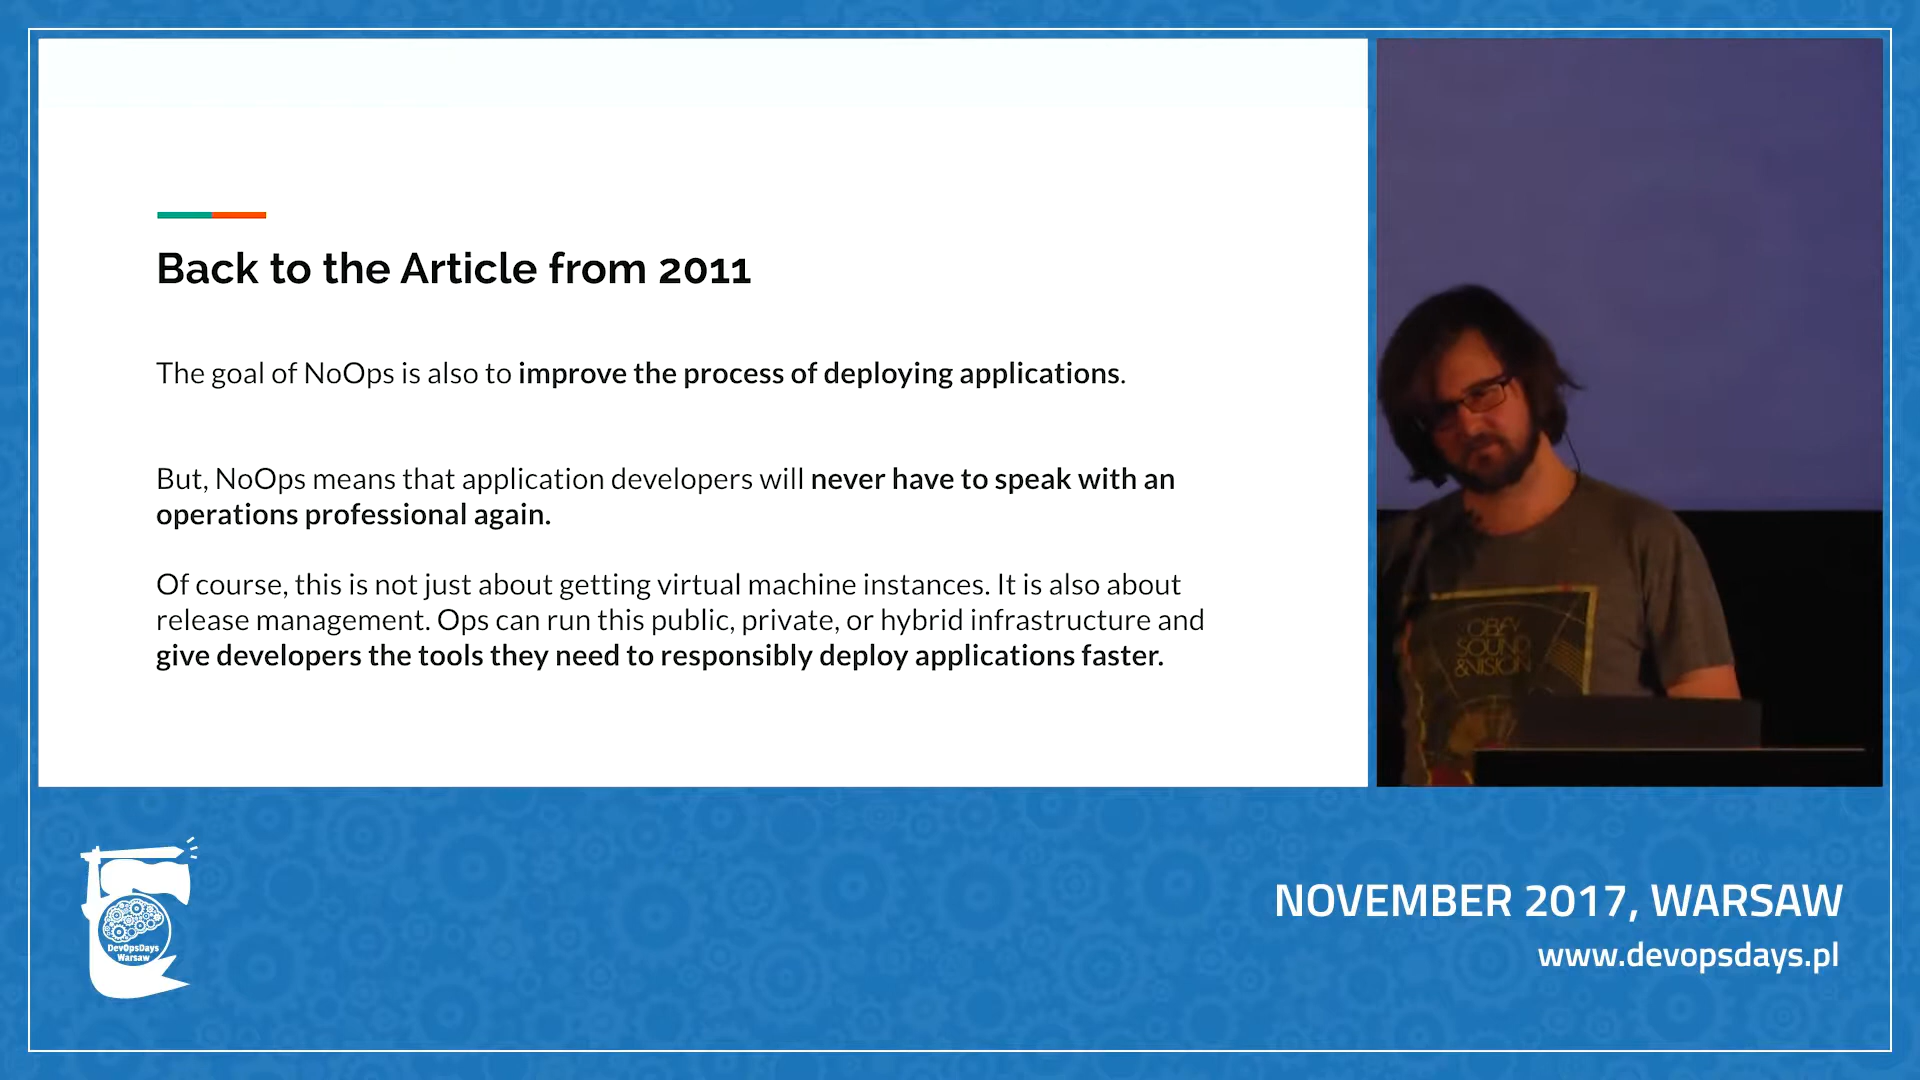 Back to the Article from 2011
The goal of NoOps is also to improve the process of deploying applications.
But, NoOps means that application developers will never have to speak with an
operations professional again.
Of course, this is not just about getting virtual machine instances. It is also about
release management. Ops can run this public, private, or hybrid infrastructure and
give developers the tools they need to responsibly deploy applications faster.
OBEY
SOUND
&VISION
DevOpsDays
Warsaw
NOVEMBER 2017, WARSAW
www.devopsdays.pl